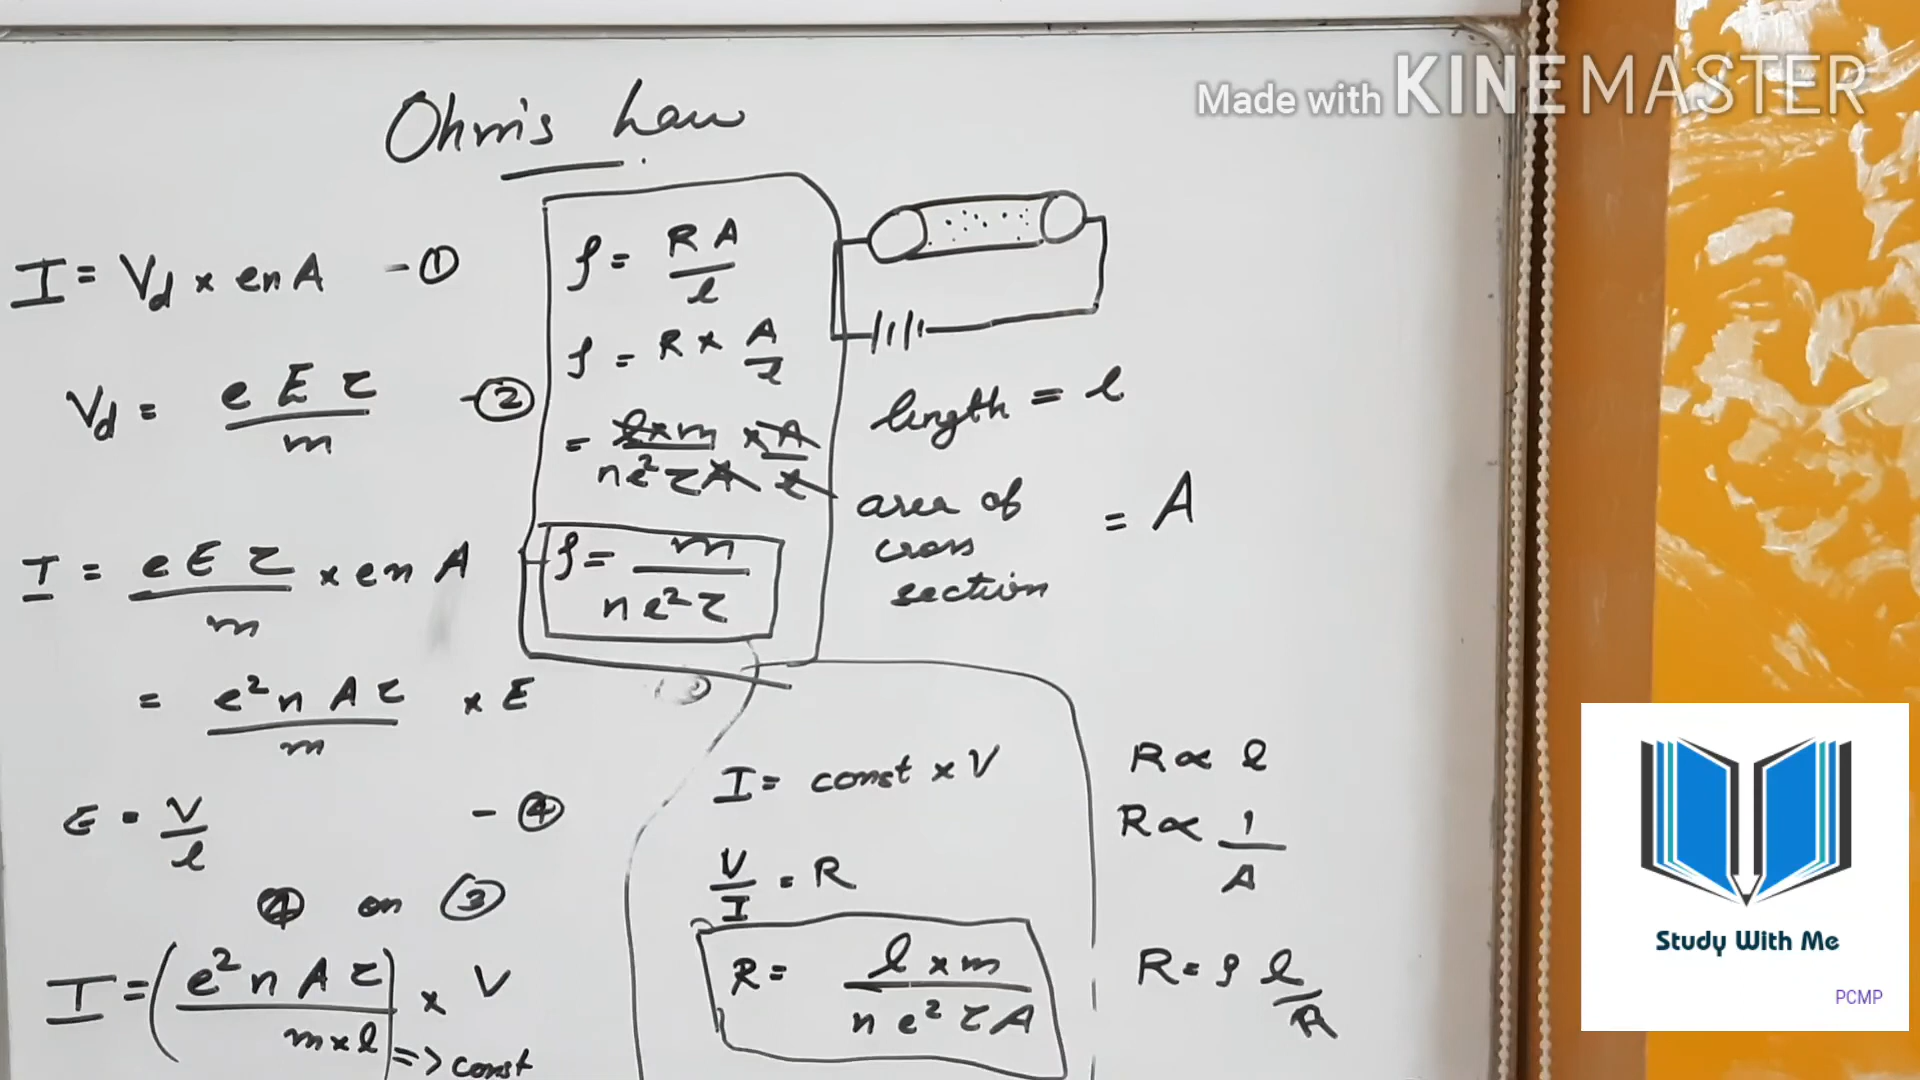 Made with KINEMASTER
Ohm's Law
I = Vd × enA - ①
Vd = eEτ/m - ②
I = eEτ/m × enA
= e²nAτ/m × E
E = V/l - ④
④ on ③
I = (e²nAτ/m×l) × V
=> const
ρ = RA/l
ρ = R × A/l
= l×m/ne²τA × A/l
ρ = m/ne²τ
length = l
area of cross section = A
I = const × V
V/I = R
R = l×m/ne²τA
R ∝ l
R ∝ 1/A
R = ρ l/A
Study With Me
PCMP